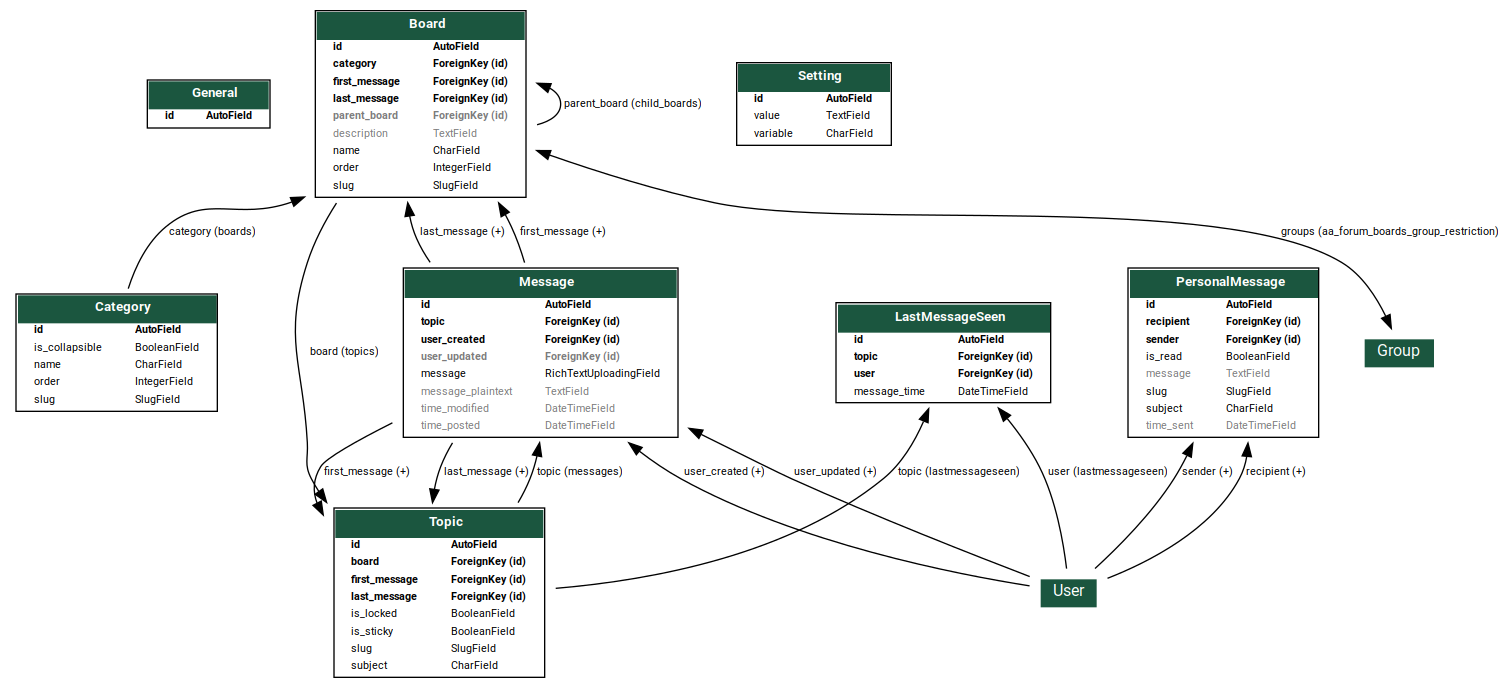 Board
id AutoField
category ForeignKey (id)
first_message ForeignKey (id)
last_message ForeignKey (id)
parent_board ForeignKey (id)
description TextField
name CharField
order IntegerField
slug SlugField
General
id AutoField
Setting
id AutoField
value TextField
variable CharField
parent_board (child_boards)
category (boards)
last_message (+)
first_message (+)
groups (aa_forum_boards_group_restriction)
Category
id AutoField
is_collapsible BooleanField
name CharField
order IntegerField
slug SlugField
board (topics)
Message
id AutoField
topic ForeignKey (id)
user_created ForeignKey (id)
user_updated ForeignKey (id)
message RichTextUploadingField
message_plaintext TextField
time_modified DateTimeField
time_posted DateTimeField
LastMessageSeen
id AutoField
topic ForeignKey (id)
user ForeignKey (id)
message_time DateTimeField
PersonalMessage
id AutoField
recipient ForeignKey (id)
sender ForeignKey (id)
is_read BooleanField
message TextField
slug SlugField
subject CharField
time_sent DateTimeField
Group
first_message (+)
last_message (+)
topic (messages)
user_created (+)
user_updated (+)
topic (lastmessageseen)
user (lastmessageseen)
sender (+)
recipient (+)
Topic
id AutoField
board ForeignKey (id)
first_message ForeignKey (id)
last_message ForeignKey (id)
is_locked BooleanField
is_sticky BooleanField
slug SlugField
subject CharField
User